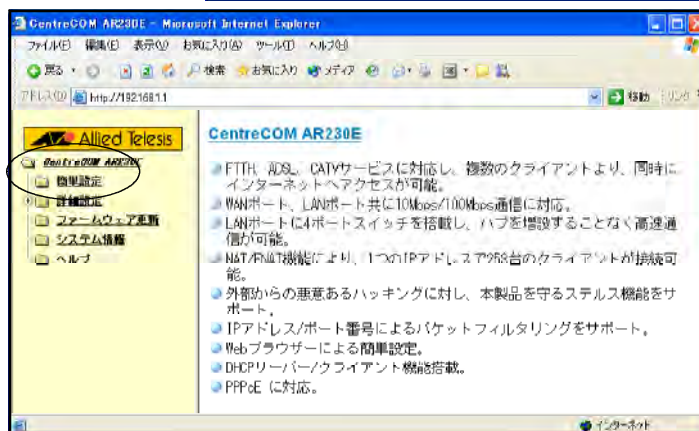 CentreCOM AR230E - Microsoft Internet Explorer
ファイル(F) 編集(E) 表示(V) お気に入り(A) ツール(T) ヘルプ(H)
戻る 検索 お気に入り メディア
アドレス(D) http://192.168.1.1 移動 リンク
Allied Telesis
CentreCOM AR230E
簡単設定
詳細設定
ファームウェア更新
システム情報
ヘルプ
CentreCOM AR230E
FTTH、ADSL、CATVサービスに対応し、複数のクライアントより、同時に
インターネットへアクセスが可能。
WANポート、LANポート共に10Mbps/100Mbps通信に対応。
LANポートに4ポートスイッチを搭載し、ハブを増設することなく高速通
信が可能。
NAT/ENAT機能により、1つのIPアドレスで253台のクライアントが接続可
能。
外部からの悪意あるハッキングに対し、本製品を守るステルス機能をサ
ポート。
IPアドレス/ポート番号によるパケットフィルタリングをサポート。
Webブラウザーによる簡単設定。
DHCPサーバー/クライアント機能搭載。
PPPoE に対応。
インターネット